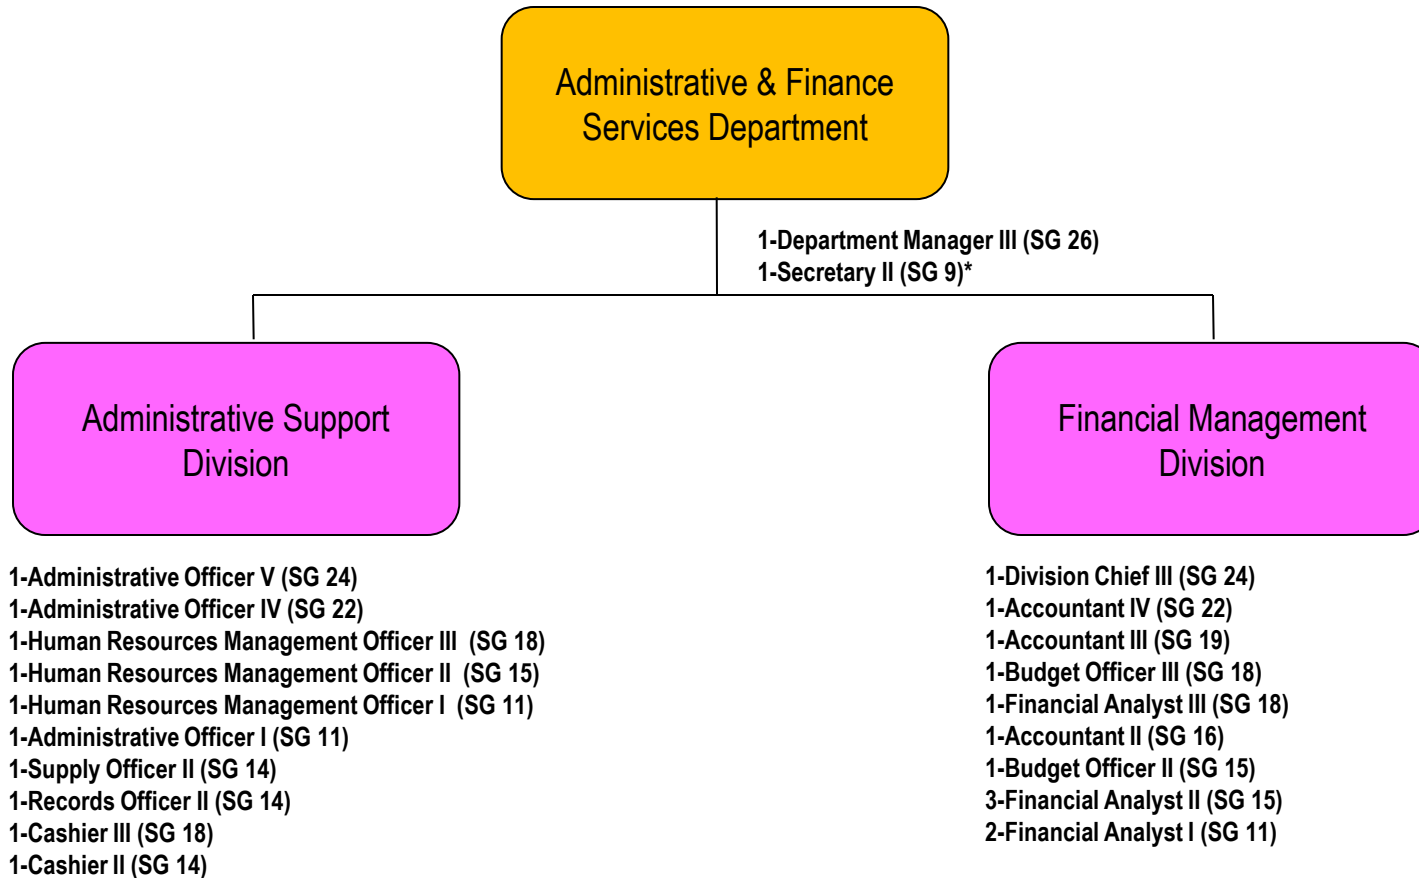 Administrative & Finance
Services Department
1-Department Manager III (SG 26)
1-Secretary II (SG 9)*
Administrative Support
Division
1-Administrative Officer V (SG 24)
1-Administrative Officer IV (SG 22)
1-Human Resources Management Officer III  (SG 18)
1-Human Resources Management Officer II  (SG 15)
1-Human Resources Management Officer I  (SG 11)
1-Administrative Officer I (SG 11)
1-Supply Officer II (SG 14)
1-Records Officer II (SG 14)
1-Cashier III (SG 18)
1-Cashier II (SG 14)
Financial Management
Division
1-Division Chief III (SG 24)
1-Accountant IV (SG 22)
1-Accountant III (SG 19)
1-Budget Officer III (SG 18)
1-Financial Analyst III (SG 18)
1-Accountant II (SG 16)
1-Budget Officer II (SG 15)
3-Financial Analyst II (SG 15)
2-Financial Analyst I (SG 11)